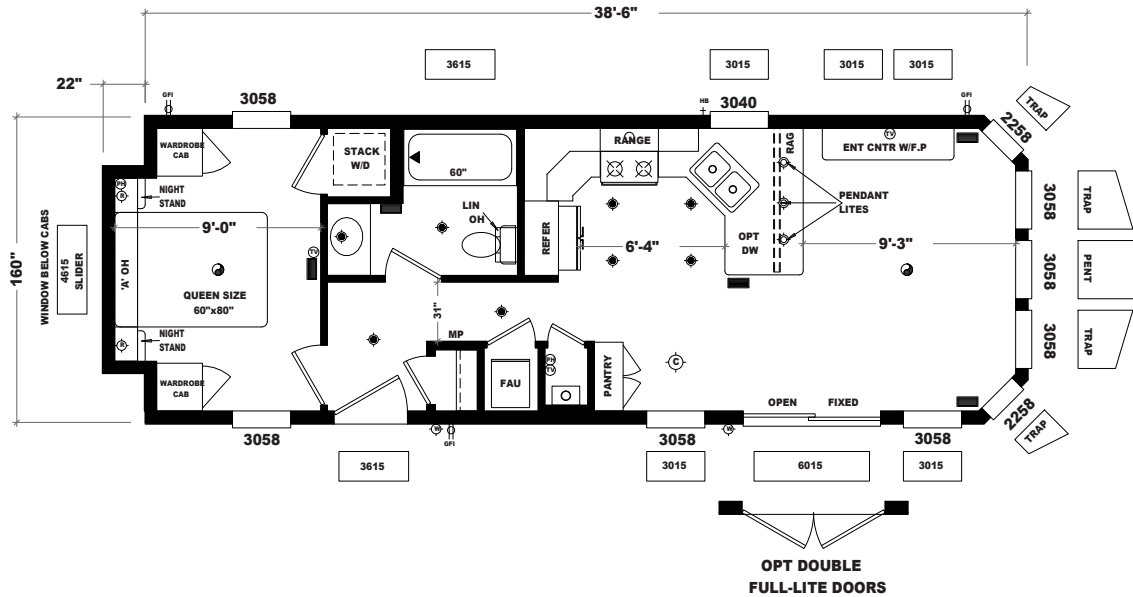 38'-6"
3615
3015
3015
3015
22"
GFI
3058
HB
3040
GFI
TRAP
2258
WARDROBE
CAB
STACK
W/D
60"
RANGE
RAG
TV
ENT CNTR W/F.P
PH
R
NIGHT
STAND
LIN
OH
PENDANT
LITES
3058
TRAP
160"
WINDOW BELOW CABS
4615
SLIDER
'A' OH
9'-0"
TV
REFER
6'-4"
OPT
DW
9'-3"
3058
PENT
QUEEN SIZE
60"x80"
31"
R
NIGHT
STAND
MP
PH
TV
C
3058
TRAP
WARDROBE
CAB
FAU
PANTRY
OPEN
FIXED
2258
TRAP
3058
W
GFI
3058
W
3058
3615
3015
6015
3015
OPT DOUBLE
FULL-LITE DOORS